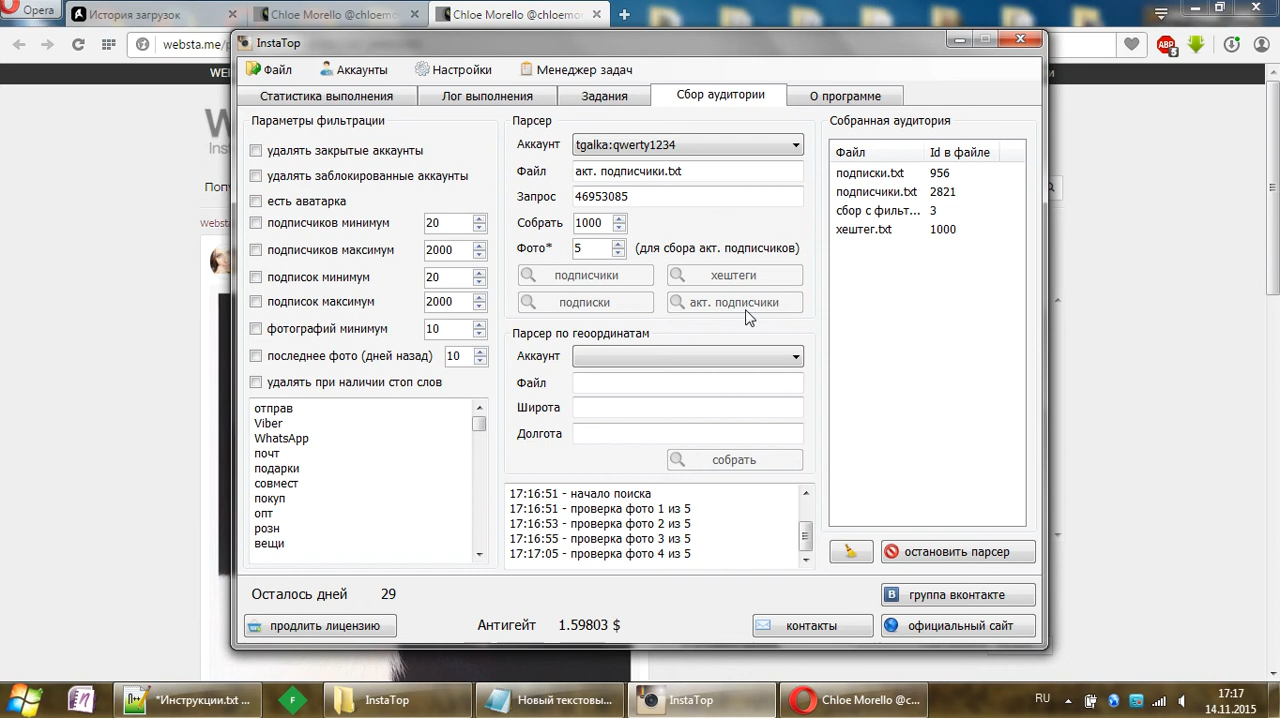 Opera
История загрузок
Chloe Morello @chloemo
Chloe Morello @chloemo
websta.me/p
ABP
5
WE
W
Inst
Попу
websta
InstaTop
Файл
Аккаунты
Настройки
Менеджер задач
Статистика выполнения
Лог выполнения
Задания
Сбор аудитории
О программе
Параметры фильтрации
удалять закрытые аккаунты
удалять заблокированные аккаунты
есть аватарка
подписчиков минимум 20
подписчиков максимум 2000
подписок минимум 20
подписок максимум 2000
фотографий минимум 10
последнее фото (дней назад) 10
удалять при наличии стоп слов
отправ
Viber
WhatsApp
почт
подарки
совмест
покуп
опт
розн
вещи
Парсер
Аккаунт tgalka:qwerty1234
Файл акт. подписчики.txt
Запрос 46953085
Собрать 1000
Фото* 5 (для сбора акт. подписчиков)
подписчики хештеги
подписки акт. подписчики
Парсер по геоординатам
Аккаунт
Файл
Широта
Долгота
собрать
17:16:51 - начало поиска
17:16:51 - проверка фото 1 из 5
17:16:53 - проверка фото 2 из 5
17:16:55 - проверка фото 3 из 5
17:17:05 - проверка фото 4 из 5
Собранная аудитория
Файл Id в файле
подписки.txt 956
подписчики.txt 2821
сбор с фильт... 3
хештег.txt 1000
остановить парсер
Осталось дней 29
группа вконтакте
продлить лицензию
Антигейт 1.59803 $
контакты
официальный сайт
*Инструкции.txt ...
InstaTop
Новый текстовы...
InstaTop
Chloe Morello @c...
RU
17:17
14.11.2015